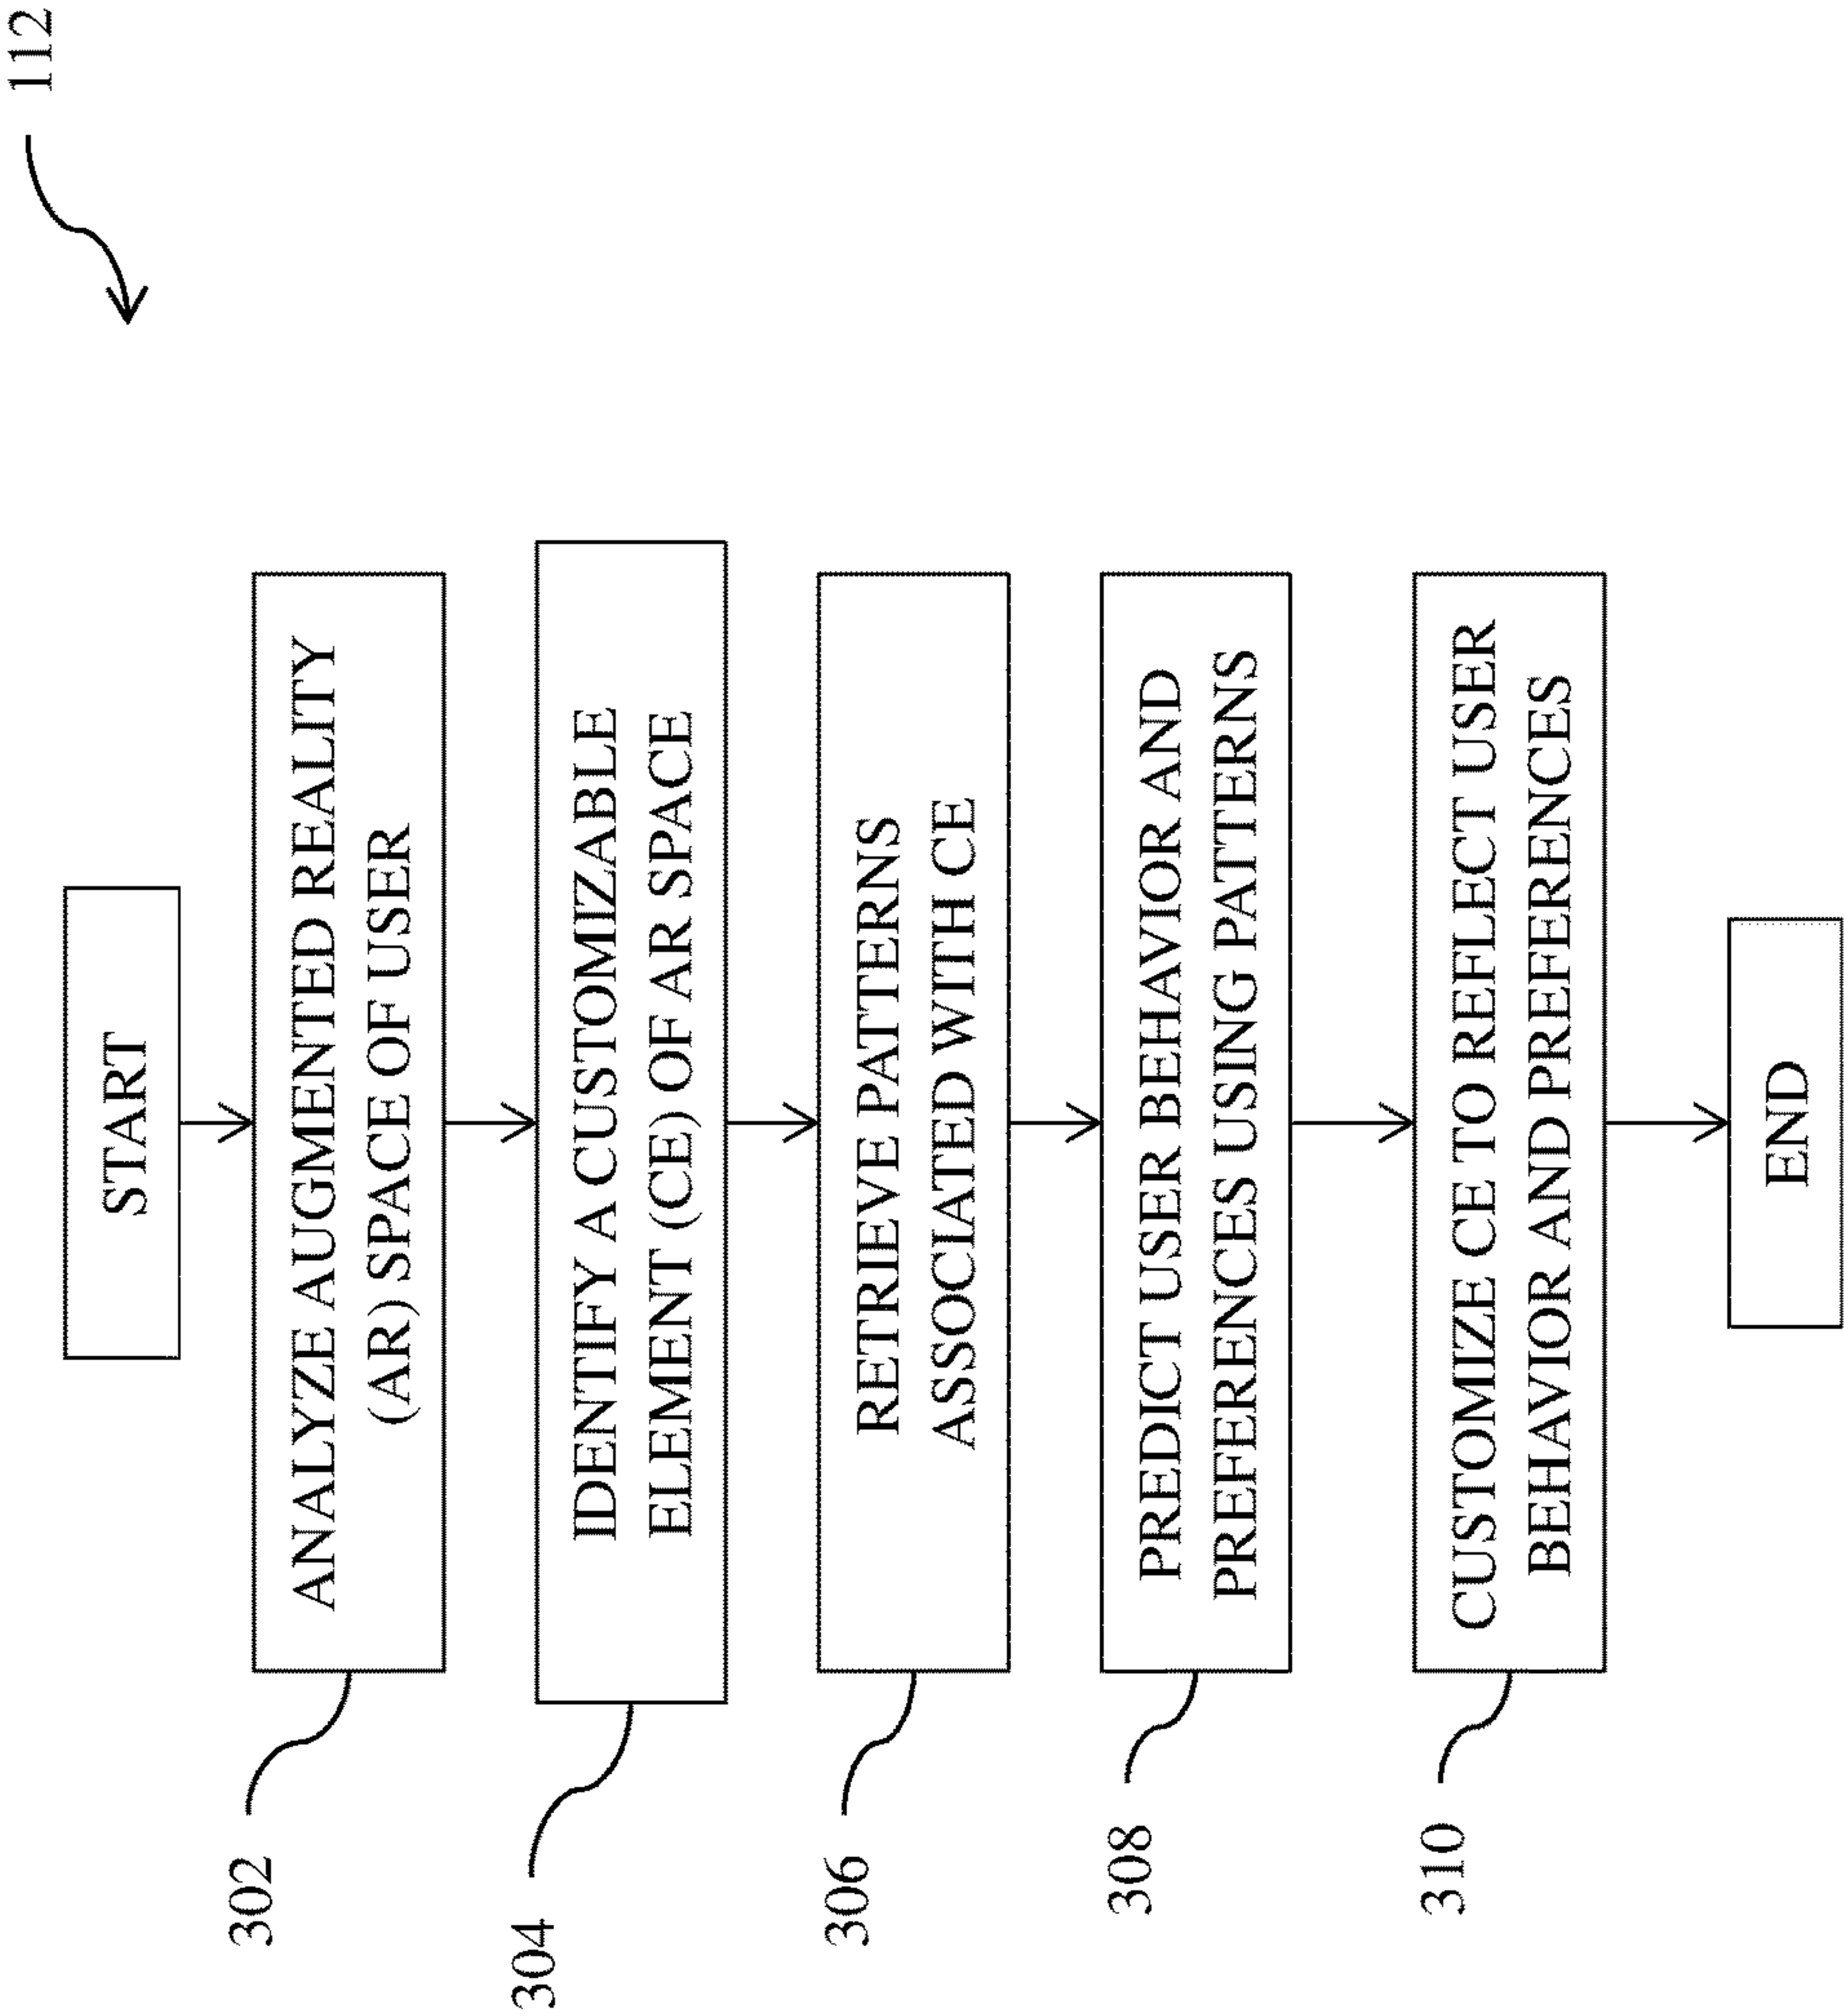 112
START
302
ANALYZE AUGMENTED REALITY
(AR) SPACE OF USER
304
IDENTIFY A CUSTOMIZABLE
ELEMENT (CE) OF AR SPACE
306
RETRIEVE PATTERNS
ASSOCIATED WITH CE
308
PREDICT USER BEHAVIOR AND
PREFERENCES USING PATTERNS
310
CUSTOMIZE CE TO REFLECT USER
BEHAVIOR AND PREFERENCES
END